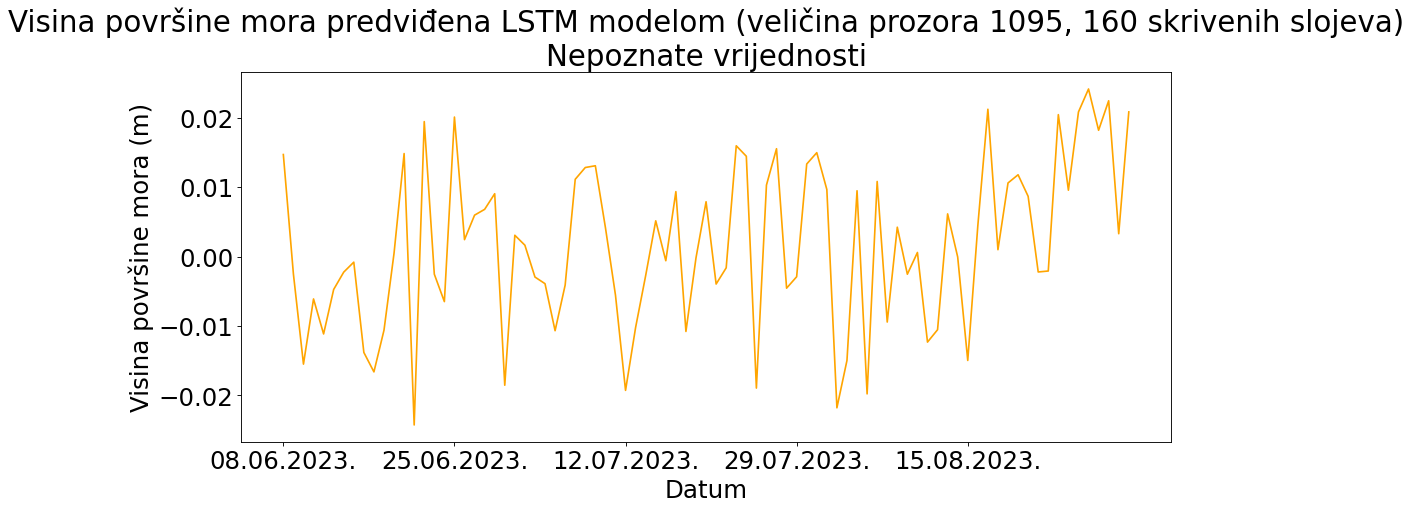 Visina površine mora predviđena LSTM modelom (veličina prozora 1095, 160 skrivenih slojeva)
Nepoznate vrijednosti
Visina površine mora (m)
0.02
0.01
0.00
−0.01
−0.02
08.06.2023. 25.06.2023. 12.07.2023. 29.07.2023. 15.08.2023.
Datum